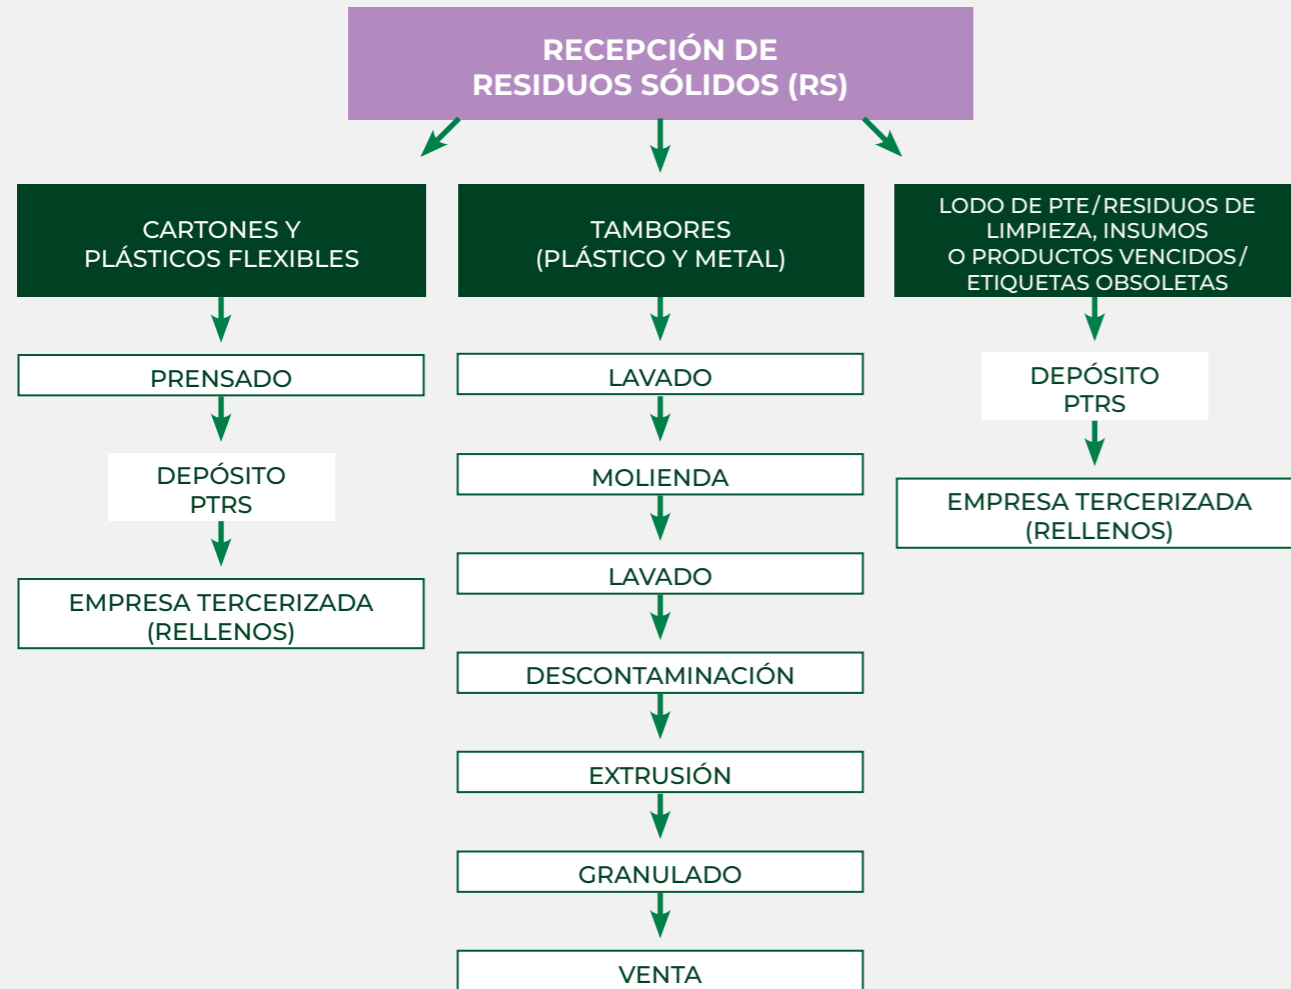 RECEPCIÓN DE
RESIDUOS SÓLIDOS (RS)
CARTONES Y
PLÁSTICOS FLEXIBLES
PRENSADO
DEPÓSITO
PTRS
EMPRESA TERCERIZADA
(RELLENOS)
TAMBORES
(PLÁSTICO Y METAL)
LAVADO
MOLIENDA
LAVADO
DESCONTAMINACIÓN
EXTRUSIÓN
GRANULADO
VENTA
LODO DE PTE/RESIDUOS DE
LIMPIEZA, INSUMOS
O PRODUCTOS VENCIDOS/
ETIQUETAS OBSOLETAS
DEPÓSITO
PTRS
EMPRESA TERCERIZADA
(RELLENOS)